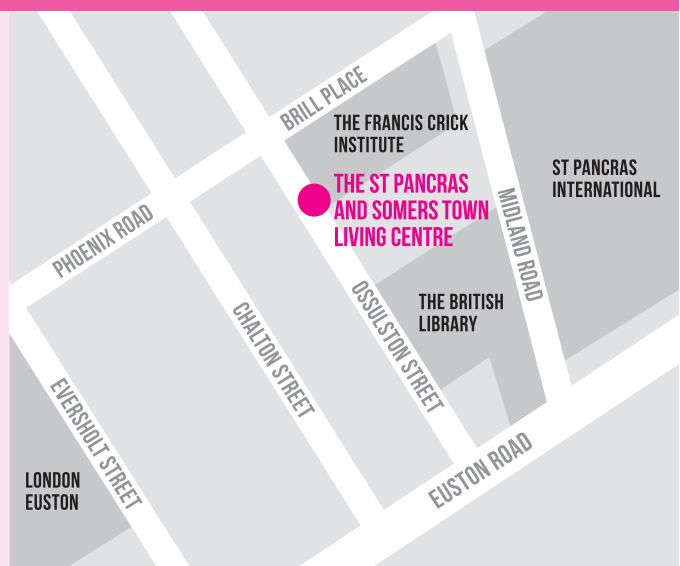 BRILL PLACE
THE FRANCIS CRICK
INSTITUTE
ST PANCRAS
INTERNATIONAL
THE ST PANCRAS
AND SOMERS TOWN
LIVING CENTRE
MIDLAND ROAD
PHOENIX ROAD
OSSULSTON STREET
THE BRITISH
LIBRARY
CHALTON STREET
EVERSHOLT STREET
EUSTON ROAD
LONDON
EUSTON